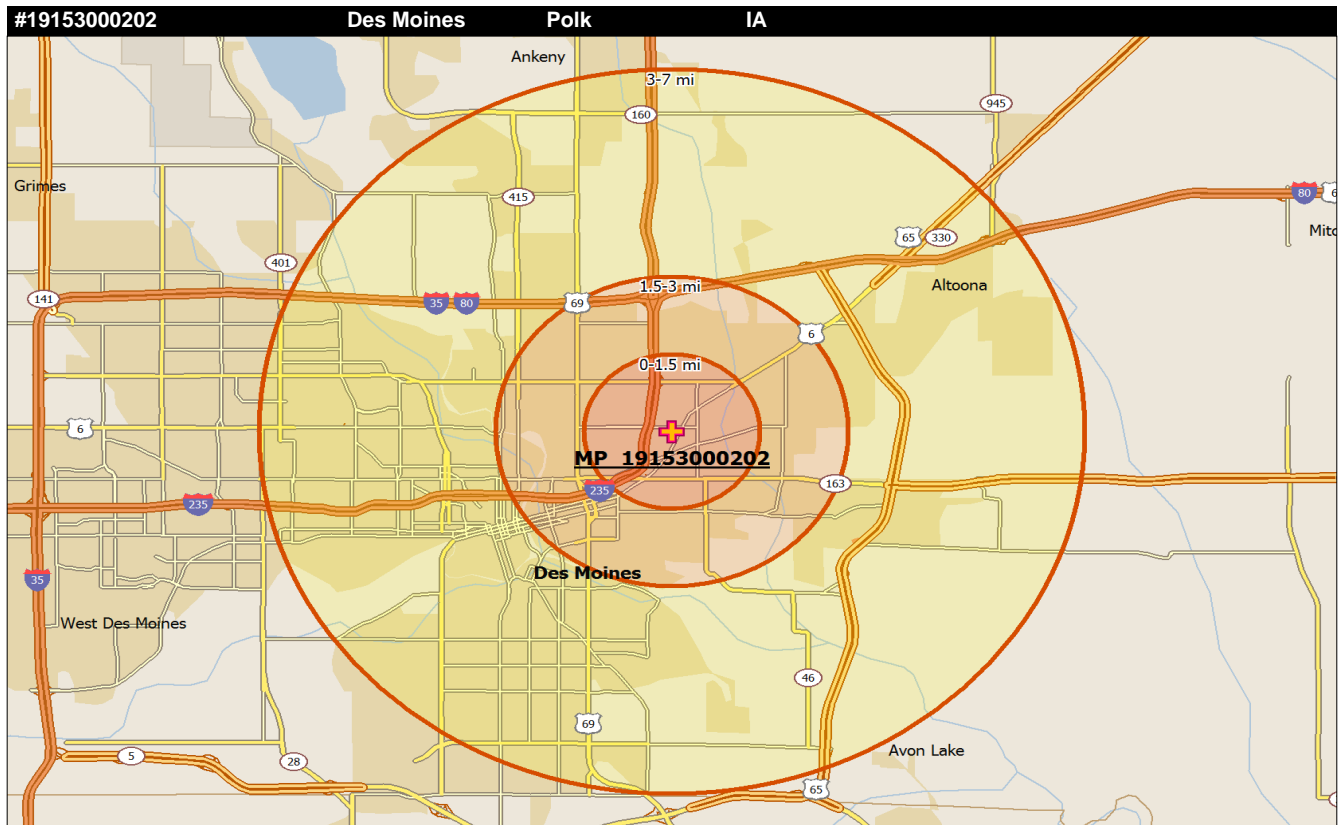 #19153000202 Des Moines Polk IA
Ankeny
3-7 mi
945
160
Grimes
80
6
415
65 330
Mitc
401
Altoona
1.5-3 mi
141
35 80
69
6
0-1.5 mi
6
MP 19153000202
163
235
235
Des Moines
35
West Des Moines
46
69
Avon Lake
5
28
65